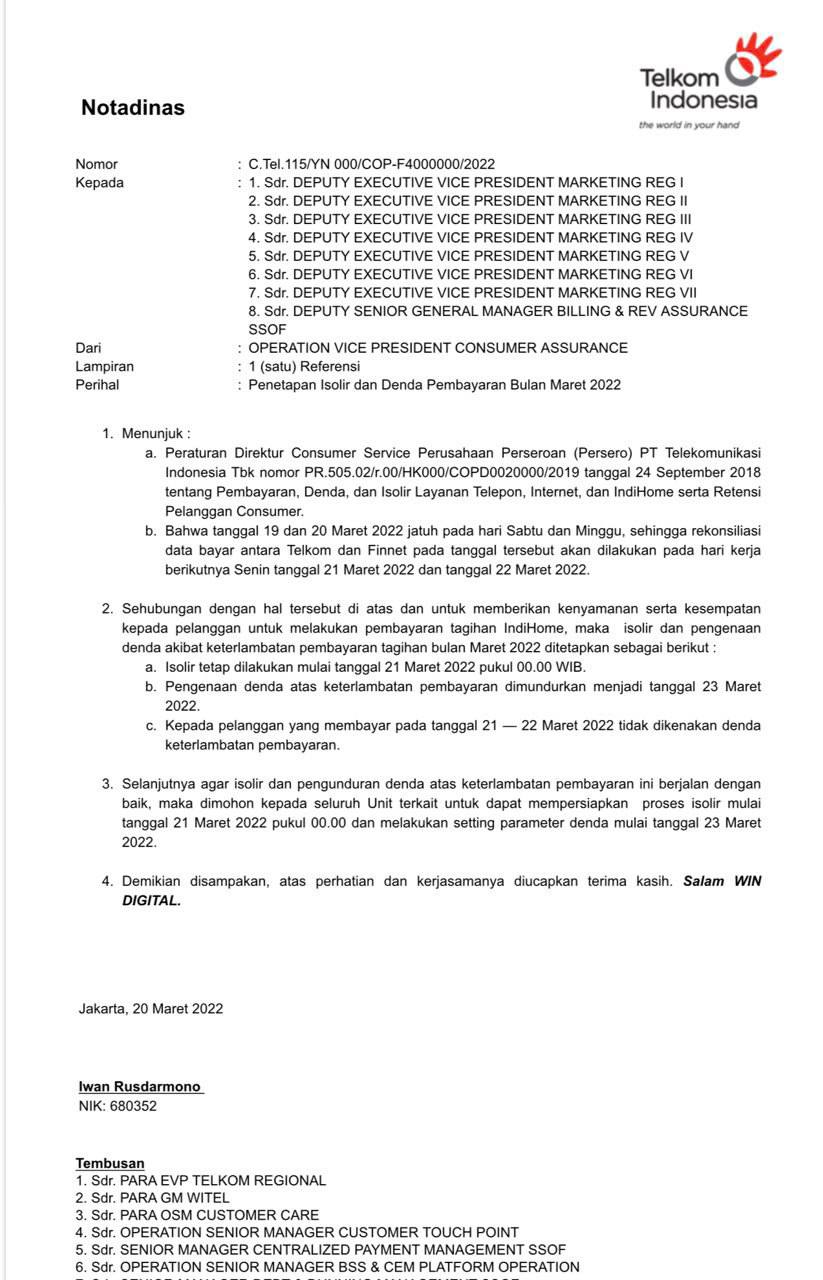 Telkom
Indonesia
the world in your hand
Notadinas
Nomor : C.Tel.115/YN 000/COP-F4000000/2022
Kepada : 1. Sdr. DEPUTY EXECUTIVE VICE PRESIDENT MARKETING REG I
2. Sdr. DEPUTY EXECUTIVE VICE PRESIDENT MARKETING REG II
3. Sdr. DEPUTY EXECUTIVE VICE PRESIDENT MARKETING REG III
4. Sdr. DEPUTY EXECUTIVE VICE PRESIDENT MARKETING REG IV
5. Sdr. DEPUTY EXECUTIVE VICE PRESIDENT MARKETING REG V
6. Sdr. DEPUTY EXECUTIVE VICE PRESIDENT MARKETING REG VI
7. Sdr. DEPUTY EXECUTIVE VICE PRESIDENT MARKETING REG VII
8. Sdr. DEPUTY SENIOR GENERAL MANAGER BILLING & REV ASSURANCE
SSOF
Dari : OPERATION VICE PRESIDENT CONSUMER ASSURANCE
Lampiran : 1 (satu) Referensi
Perihal : Penetapan Isolir dan Denda Pembayaran Bulan Maret 2022
1. Menunjuk :
a. Peraturan Direktur Consumer Service Perusahaan Perseroan (Persero) PT Telekomunikasi
Indonesia Tbk nomor PR.505.02/r.00/HK000/COPD0020000/2019 tanggal 24 September 2018
tentang Pembayaran, Denda, dan Isolir Layanan Telepon, Internet, dan IndiHome serta Retensi
Pelanggan Consumer.
b. Bahwa tanggal 19 dan 20 Maret 2022 jatuh pada hari Sabtu dan Minggu, sehingga rekonsiliasi
data bayar antara Telkom dan Finnet pada tanggal tersebut akan dilakukan pada hari kerja
berikutnya Senin tanggal 21 Maret 2022 dan tanggal 22 Maret 2022.
2. Sehubungan dengan hal tersebut di atas dan untuk memberikan kenyamanan serta kesempatan
kepada pelanggan untuk melakukan pembayaran tagihan IndiHome, maka isolir dan pengenaan
denda akibat keterlambatan pembayaran tagihan bulan Maret 2022 ditetapkan sebagai berikut :
a. Isolir tetap dilakukan mulai tanggal 21 Maret 2022 pukul 00.00 WIB.
b. Pengenaan denda atas keterlambatan pembayaran dimundurkan menjadi tanggal 23 Maret
2022.
c. Kepada pelanggan yang membayar pada tanggal 21 — 22 Maret 2022 tidak dikenakan denda
keterlambatan pembayaran.
3. Selanjutnya agar isolir dan pengunduran denda atas keterlambatan pembayaran ini berjalan dengan
baik, maka dimohon kepada seluruh Unit terkait untuk dapat mempersiapkan proses isolir mulai
tanggal 21 Maret 2022 pukul 00.00 dan melakukan setting parameter denda mulai tanggal 23 Maret
2022.
4. Demikian disampaikan, atas perhatian dan kerjasamanya diucapkan terima kasih. Salam WIN
DIGITAL.
Jakarta, 20 Maret 2022
Iwan Rusdarmono
NIK: 680352
Tembusan
1. Sdr. PARA EVP TELKOM REGIONAL
2. Sdr. PARA GM WITEL
3. Sdr. PARA OSM CUSTOMER CARE
4. Sdr. OPERATION SENIOR MANAGER CUSTOMER TOUCH POINT
5. Sdr. SENIOR MANAGER CENTRALIZED PAYMENT MANAGEMENT SSOF
6. Sdr. OPERATION SENIOR MANAGER BSS & CEM PLATFORM OPERATION